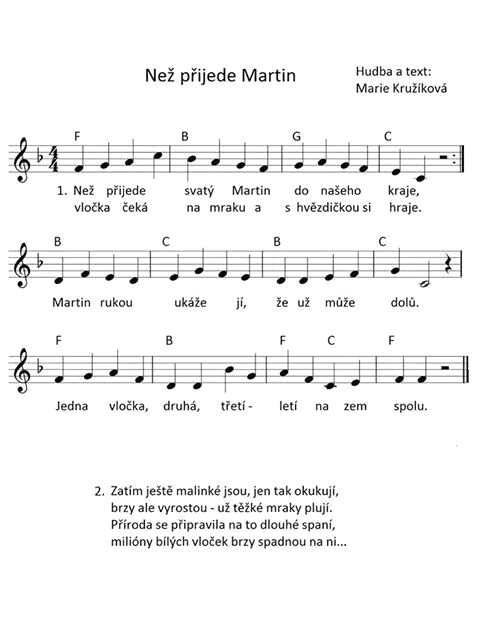 Než přijede Martin
Hudba a text:
Marie Kružíková
F B G C
4
4
1. Než přijede svatý Martin do našeho kraje,
vločka čeká na mraku a s hvězdičkou si hraje.
B C B C
Martin rukou ukáže jí, že už může dolů.
F B F C F
Jedna vločka, druhá, třetí - letí na zem spolu.
2. Zatím ještě malinké jsou, jen tak okukují,
brzy ale vyrostou - už těžké mraky plují.
Příroda se připravila na to dlouhé spaní,
milióny bílých vloček brzy spadnou na ni...